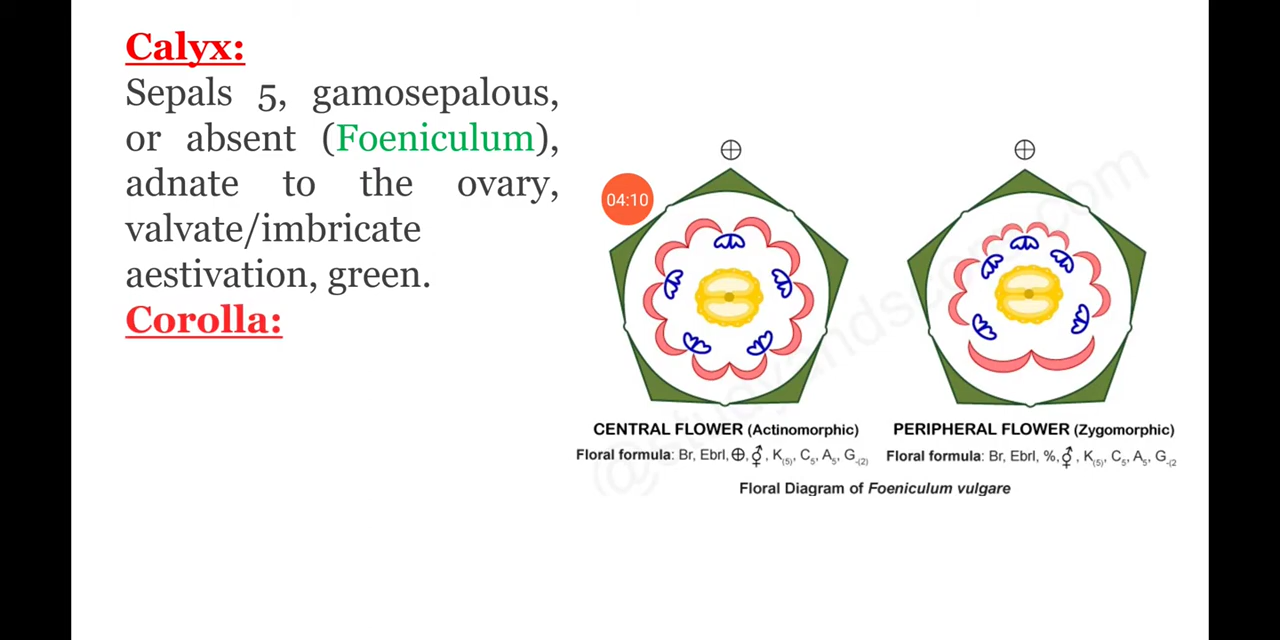 Calyx:
Sepals 5, gamosepalous,
or absent (Foeniculum),
adnate to the ovary,
valvate/imbricate
aestivation, green.
Corolla:
04:10
CENTRAL FLOWER (Actinomorphic)
Floral formula: Br, Ebrl, ⊕, ⚥, K(5), C5, A5, G-(2)
PERIPHERAL FLOWER (Zygomorphic)
Floral formula: Br, Ebrl, %, ⚥, K(5), C5, A5, G-(2
Floral Diagram of Foeniculum vulgare